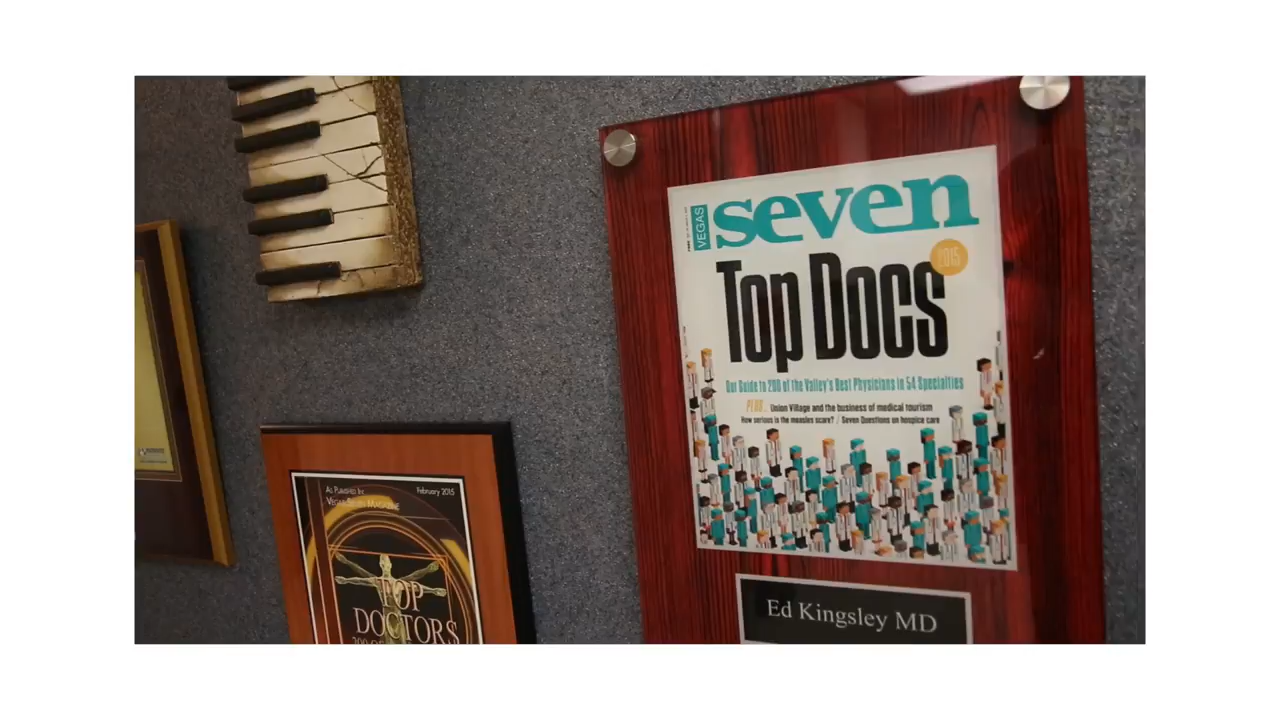 VEGAS
seven
2015
Top Docs
Our Guide to 200 of the Valley's Best Physicians in 54 Specialties
PLUS Union Village and the business of medical tourism
How serious is the measles scare? / Seven Questions on hospice care
Ed Kingsley MD
As Published In February 2015
Magazine
TOP
DOCTORS